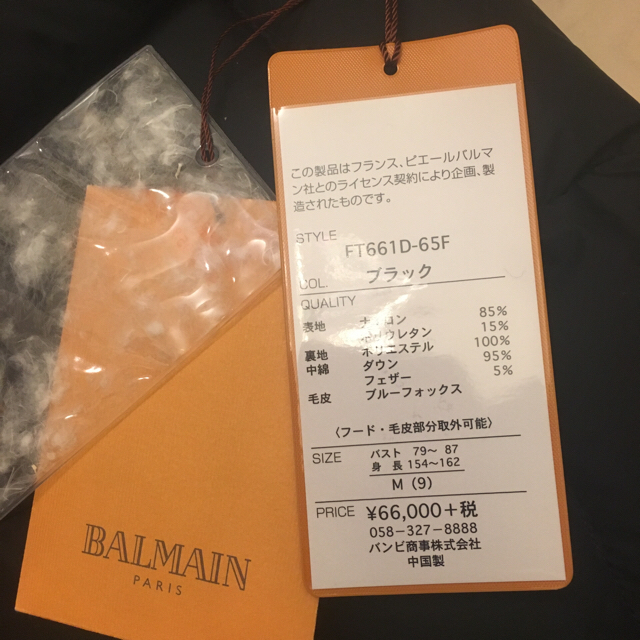 この製品はフランス、ピエールバルマ
ン社とのライセンス契約により企画、製
造されたものです。
STYLE FT661D-65F
COL. ブラック
QUALITY
表地 ナイロン 85%
ポリウレタン 15%
裏地 ポリエステル 100%
中綿 ダウン 95%
フェザー 5%
毛皮 ブルーフォックス
〈フード・毛皮部分取外可能〉
SIZE バスト 79〜 87
身 長 154〜162
M (9)
PRICE ¥66,000+税
058-327-8888
バンビ商事株式会社
中国製
BALMAIN
PARIS